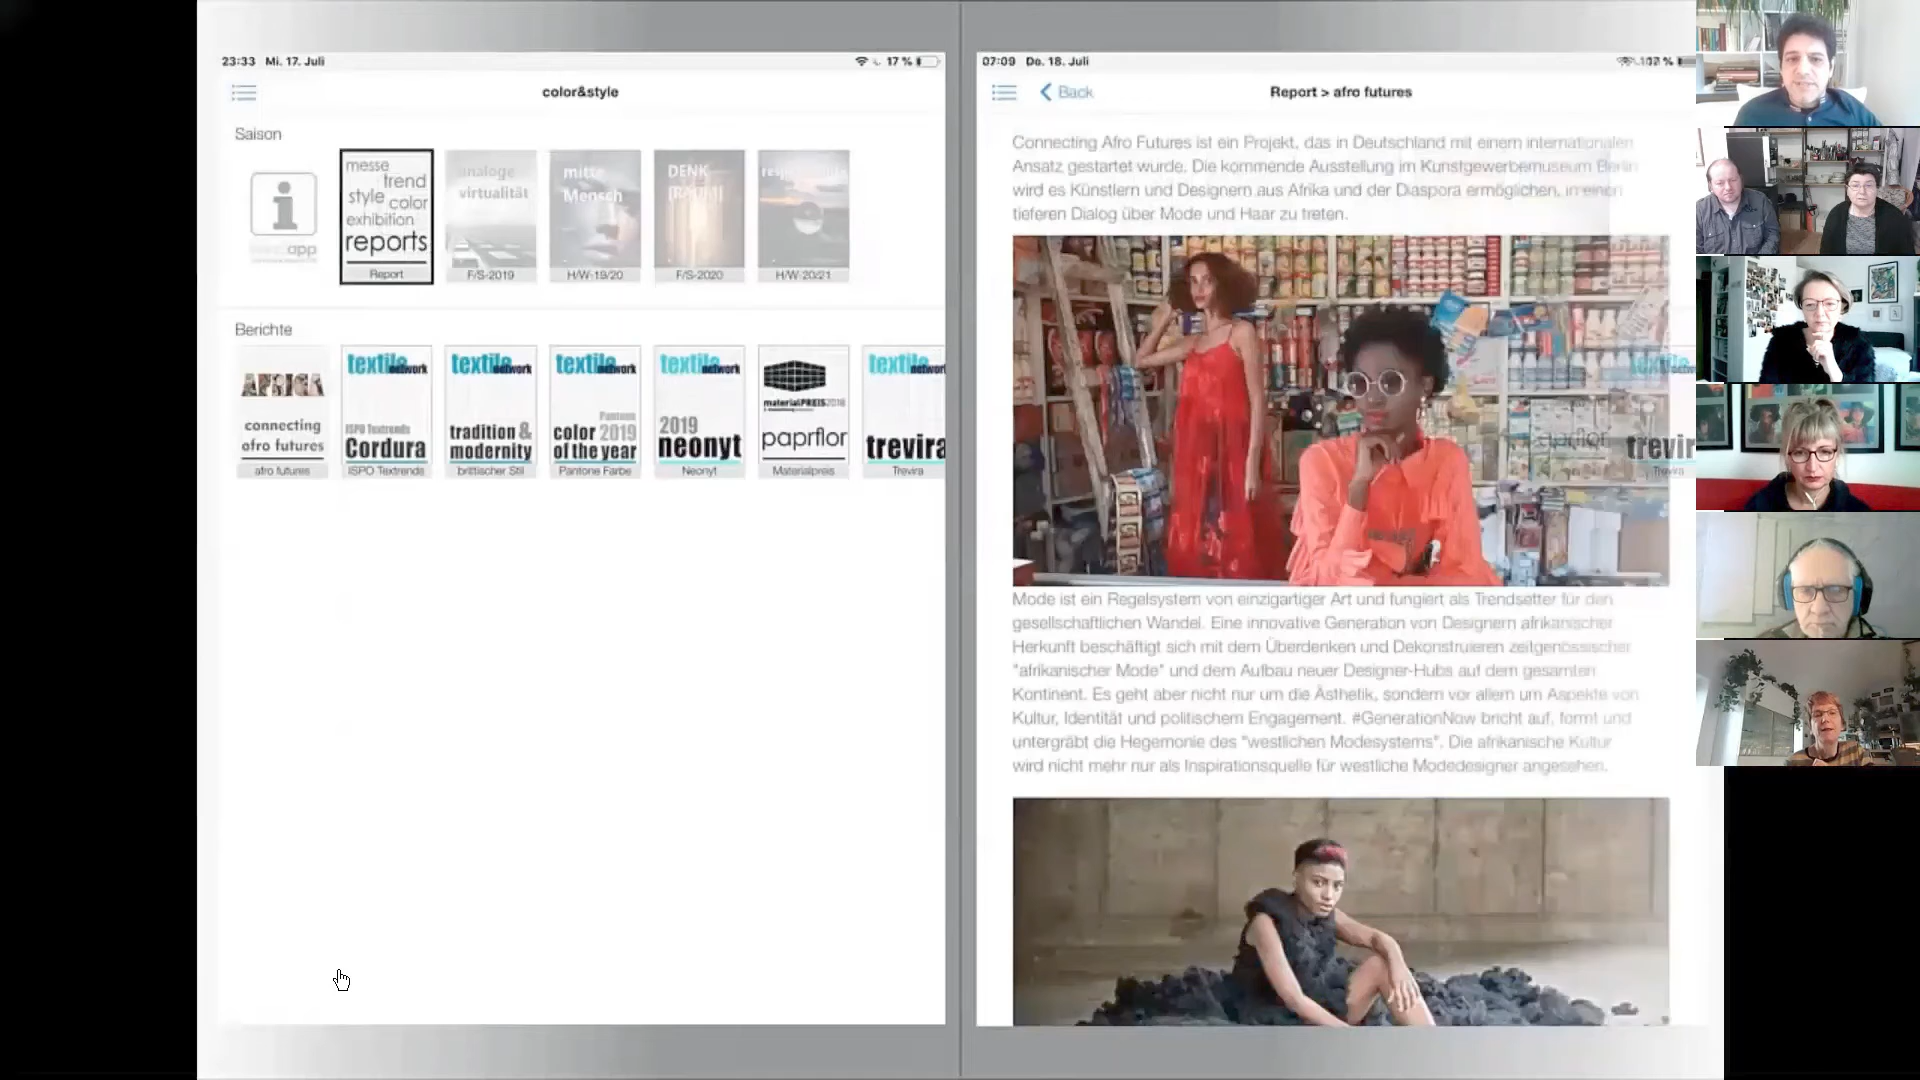 23:33 Mi. 17. Juli
17 %
color&style
Saison
messe
trend
style color
exhibition
reports
Report
app
analoge
virtualität
F/S-2019
mitte
Mensch
H/W-19/20
DENK
[RAUM]
F/S-2020
H/W-20/21
Berichte
AFRICA
connecting
afro futures
afro futures
textile
network
ISPO Textrends
Cordura
ISPO Textrends
textile
network
tradition &
modernity
brittischer Stil
textile
network
Pantone
color 2019
of the year
Pantone Farbe
textile
network
2019
neonyt
Neonyt
materialPREIS2018
paprflor
Materialpreis
textile
network
trevira
Trevira
07:09 Do. 18. Juli
Back
Report > afro futures
Connecting Afro Futures ist ein Projekt, das in Deutschland mit einem internationalen
Ansatz gestartet wurde. Die kommende Ausstellung im Kunstgewerbemuseum Berlin
wird es Künstlern und Designern aus Afrika und der Diaspora ermöglichen, in einen
tieferen Dialog über Mode und Haar zu treten.
paprflor
trevira
Trevira
Mode ist ein Regelsystem von einzigartiger Art und fungiert als Trendsetter für den
gesellschaftlichen Wandel. Eine innovative Generation von Designern afrikanischer
Herkunft beschäftigt sich mit dem Überdenken und Dekonstruieren zeitgenössischer
"afrikanischer Mode" und dem Aufbau neuer Designer-Hubs auf dem gesamten
Kontinent. Es geht aber nicht nur um die Ästhetik, sondern vor allem um Aspekte von
Kultur, Identität und politischem Engagement. #GenerationNow bricht auf, formt und
untergräbt die Hegemonie des "westlichen Modesystems". Die afrikanische Kultur
wird nicht mehr nur als Inspirationsquelle für westliche Modedesigner angesehen.